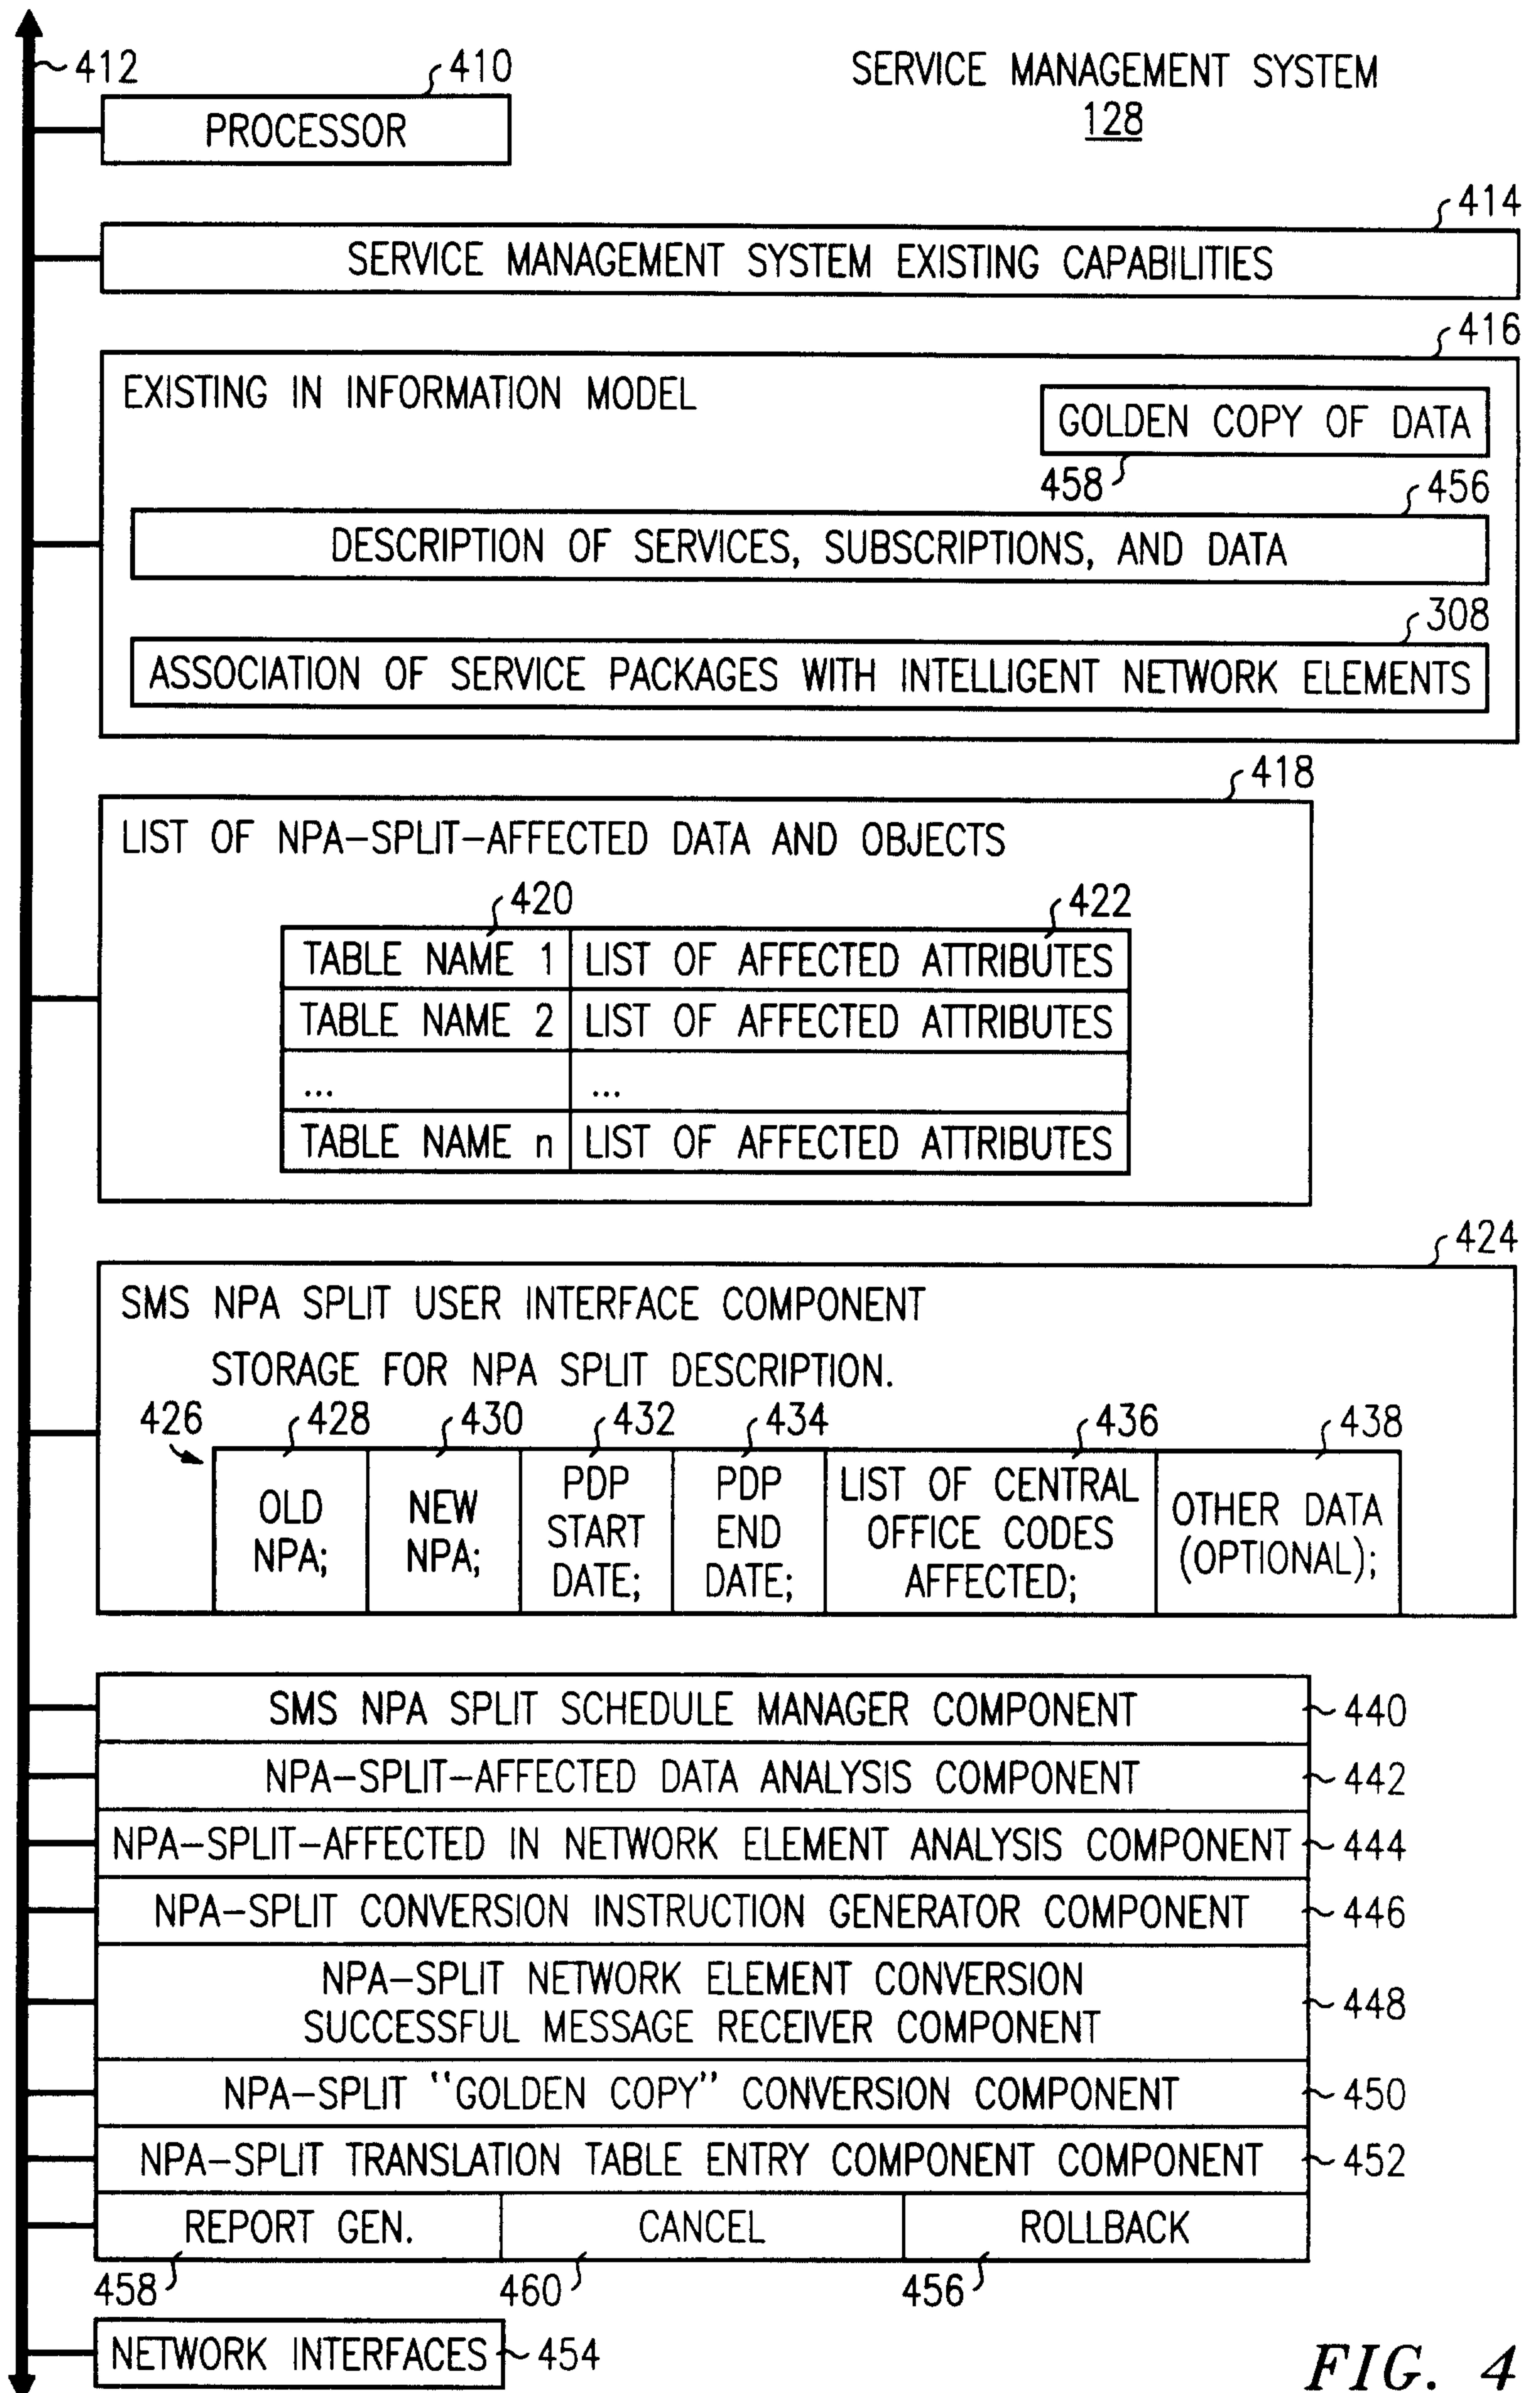 412
410
SERVICE MANAGEMENT SYSTEM
128
PROCESSOR
414
SERVICE MANAGEMENT SYSTEM EXISTING CAPABILITIES
416
EXISTING IN INFORMATION MODEL
GOLDEN COPY OF DATA
458
456
DESCRIPTION OF SERVICES, SUBSCRIPTIONS, AND DATA
308
ASSOCIATION OF SERVICE PACKAGES WITH INTELLIGENT NETWORK ELEMENTS
418
LIST OF NPA-SPLIT-AFFECTED DATA AND OBJECTS
420
422
TABLE NAME 1 LIST OF AFFECTED ATTRIBUTES
TABLE NAME 2 LIST OF AFFECTED ATTRIBUTES
... ...
TABLE NAME n LIST OF AFFECTED ATTRIBUTES
424
SMS NPA SPLIT USER INTERFACE COMPONENT
STORAGE FOR NPA SPLIT DESCRIPTION.
426
428
430
432
434
436
438
OLD
NPA;
NEW
NPA;
PDP
START
DATE;
PDP
END
DATE;
LIST OF CENTRAL
OFFICE CODES
AFFECTED;
OTHER DATA
(OPTIONAL);
SMS NPA SPLIT SCHEDULE MANAGER COMPONENT
440
NPA-SPLIT-AFFECTED DATA ANALYSIS COMPONENT
442
NPA-SPLIT-AFFECTED IN NETWORK ELEMENT ANALYSIS COMPONENT
444
NPA-SPLIT CONVERSION INSTRUCTION GENERATOR COMPONENT
446
NPA-SPLIT NETWORK ELEMENT CONVERSION
SUCCESSFUL MESSAGE RECEIVER COMPONENT
448
NPA-SPLIT "GOLDEN COPY" CONVERSION COMPONENT
450
NPA-SPLIT TRANSLATION TABLE ENTRY COMPONENT COMPONENT
452
REPORT GEN.
CANCEL
ROLLBACK
458
460
456
NETWORK INTERFACES
454
FIG. 4